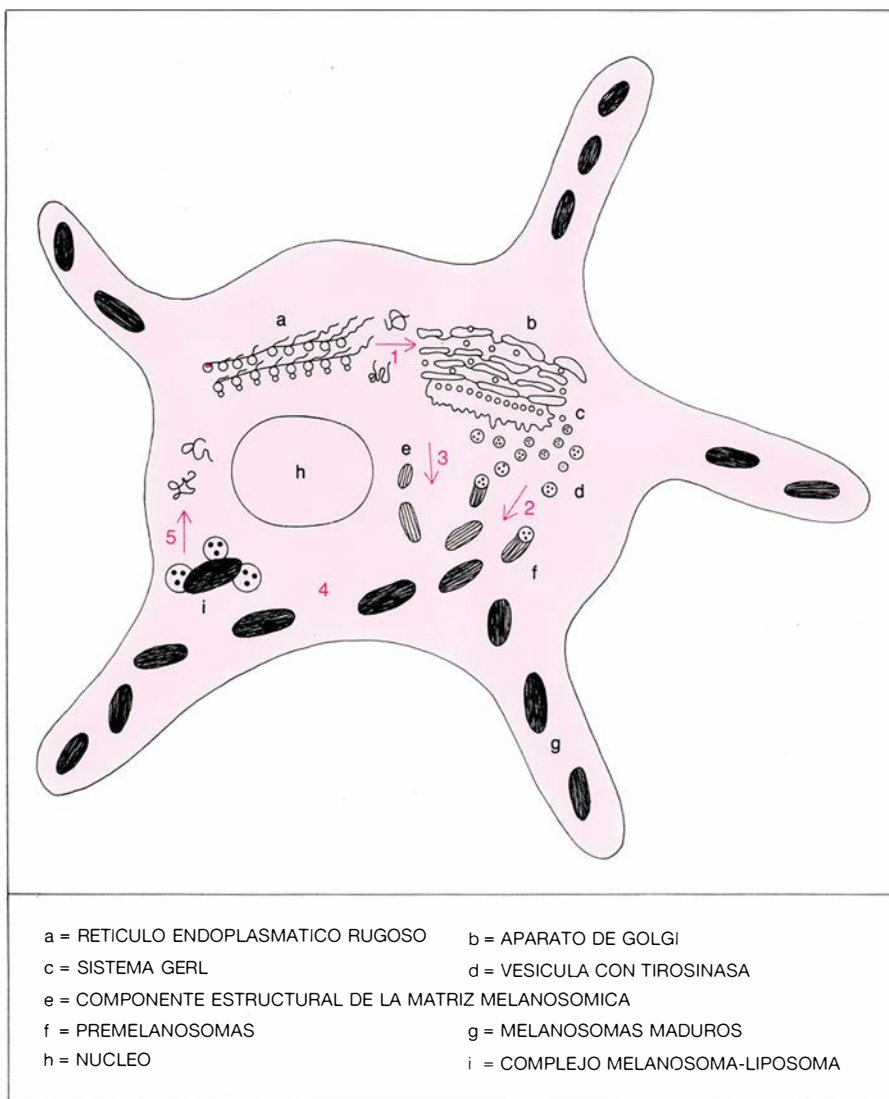 a
b
1
c
e
3
h
d
2
5
f
4
i
g
a = RETICULO ENDOPLASMATICO RUGOSO b = APARATO DE GOLGI
c = SISTEMA GERL d = VESICULA CON TIROSINASA
e = COMPONENTE ESTRUCTURAL DE LA MATRIZ MELANOSOMICA
f = PREMELANOSOMAS g = MELANOSOMAS MADUROS
h = NUCLEO i = COMPLEJO MELANOSOMA-LIPOSOMA